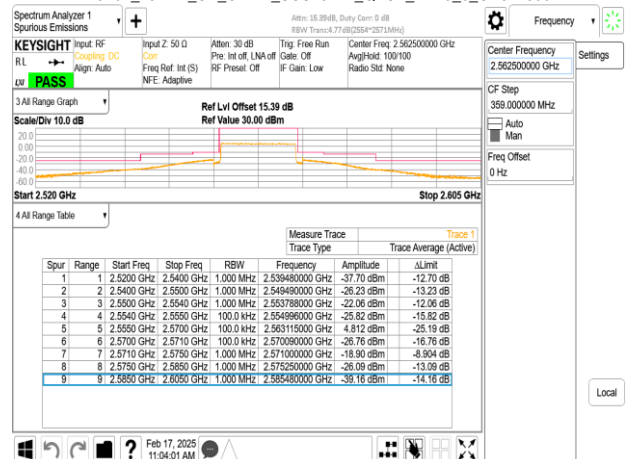 Spectrum Analyzer 1
Spurious Emissions
+
Atten: 15.39dB, Duty Corr: 0 dB
RBW Trans:4.77dB(2554~2571MHz)
Frequency
KEYSIGHT Input: RF
RL
Coupling: DC
Align: Auto
LXI PASS
Input Z: 50 Ω
Corr
Freq Ref: Int (S)
NFE: Adaptive
Atten: 30 dB
Pre: Int off, LNA off
RF Presel: Off
Trig: Free Run
Gate: Off
IF Gain: Low
Center Freq: 2.562500000 GHz
Avg|Hold: 100/100
Radio Std: None
Center Frequency
2.562500000 GHz
Settings
CF Step
359.000000 MHz
Auto
Man
Freq Offset
0 Hz
3 All Range Graph
Scale/Div 10.0 dB
Ref Lvl Offset 15.39 dB
Ref Value 30.00 dBm
20.0
0.00
-20.0
-40.0
-60.0
Start 2.520 GHz
Stop 2.605 GHz
4 All Range Table
Measure Trace Trace 1
Trace Type Trace Average (Active)
Spur Range Start Freq Stop Freq RBW Frequency Amplitude ΔLimit
1 1 2.5200 GHz 2.5400 GHz 1.000 MHz 2.539480000 GHz -37.70 dBm -12.70 dB
2 2 2.5400 GHz 2.5500 GHz 1.000 MHz 2.549490000 GHz -26.23 dBm -13.23 dB
3 3 2.5500 GHz 2.5540 GHz 1.000 MHz 2.553788000 GHz -22.06 dBm -12.06 dB
4 4 2.5540 GHz 2.5550 GHz 100.0 kHz 2.554996000 GHz -25.82 dBm -15.82 dB
5 5 2.5550 GHz 2.5700 GHz 100.0 kHz 2.563115000 GHz 4.812 dBm -25.19 dB
6 6 2.5700 GHz 2.5710 GHz 100.0 kHz 2.570090000 GHz -26.76 dBm -16.76 dB
7 7 2.5710 GHz 2.5750 GHz 1.000 MHz 2.571000000 GHz -18.90 dBm -8.904 dB
8 8 2.5750 GHz 2.5850 GHz 1.000 MHz 2.575250000 GHz -26.09 dBm -13.09 dB
9 9 2.5850 GHz 2.6050 GHz 1.000 MHz 2.585480000 GHz -39.16 dBm -14.16 dB
Local
?
Feb 17, 2025
11:04:01 AM